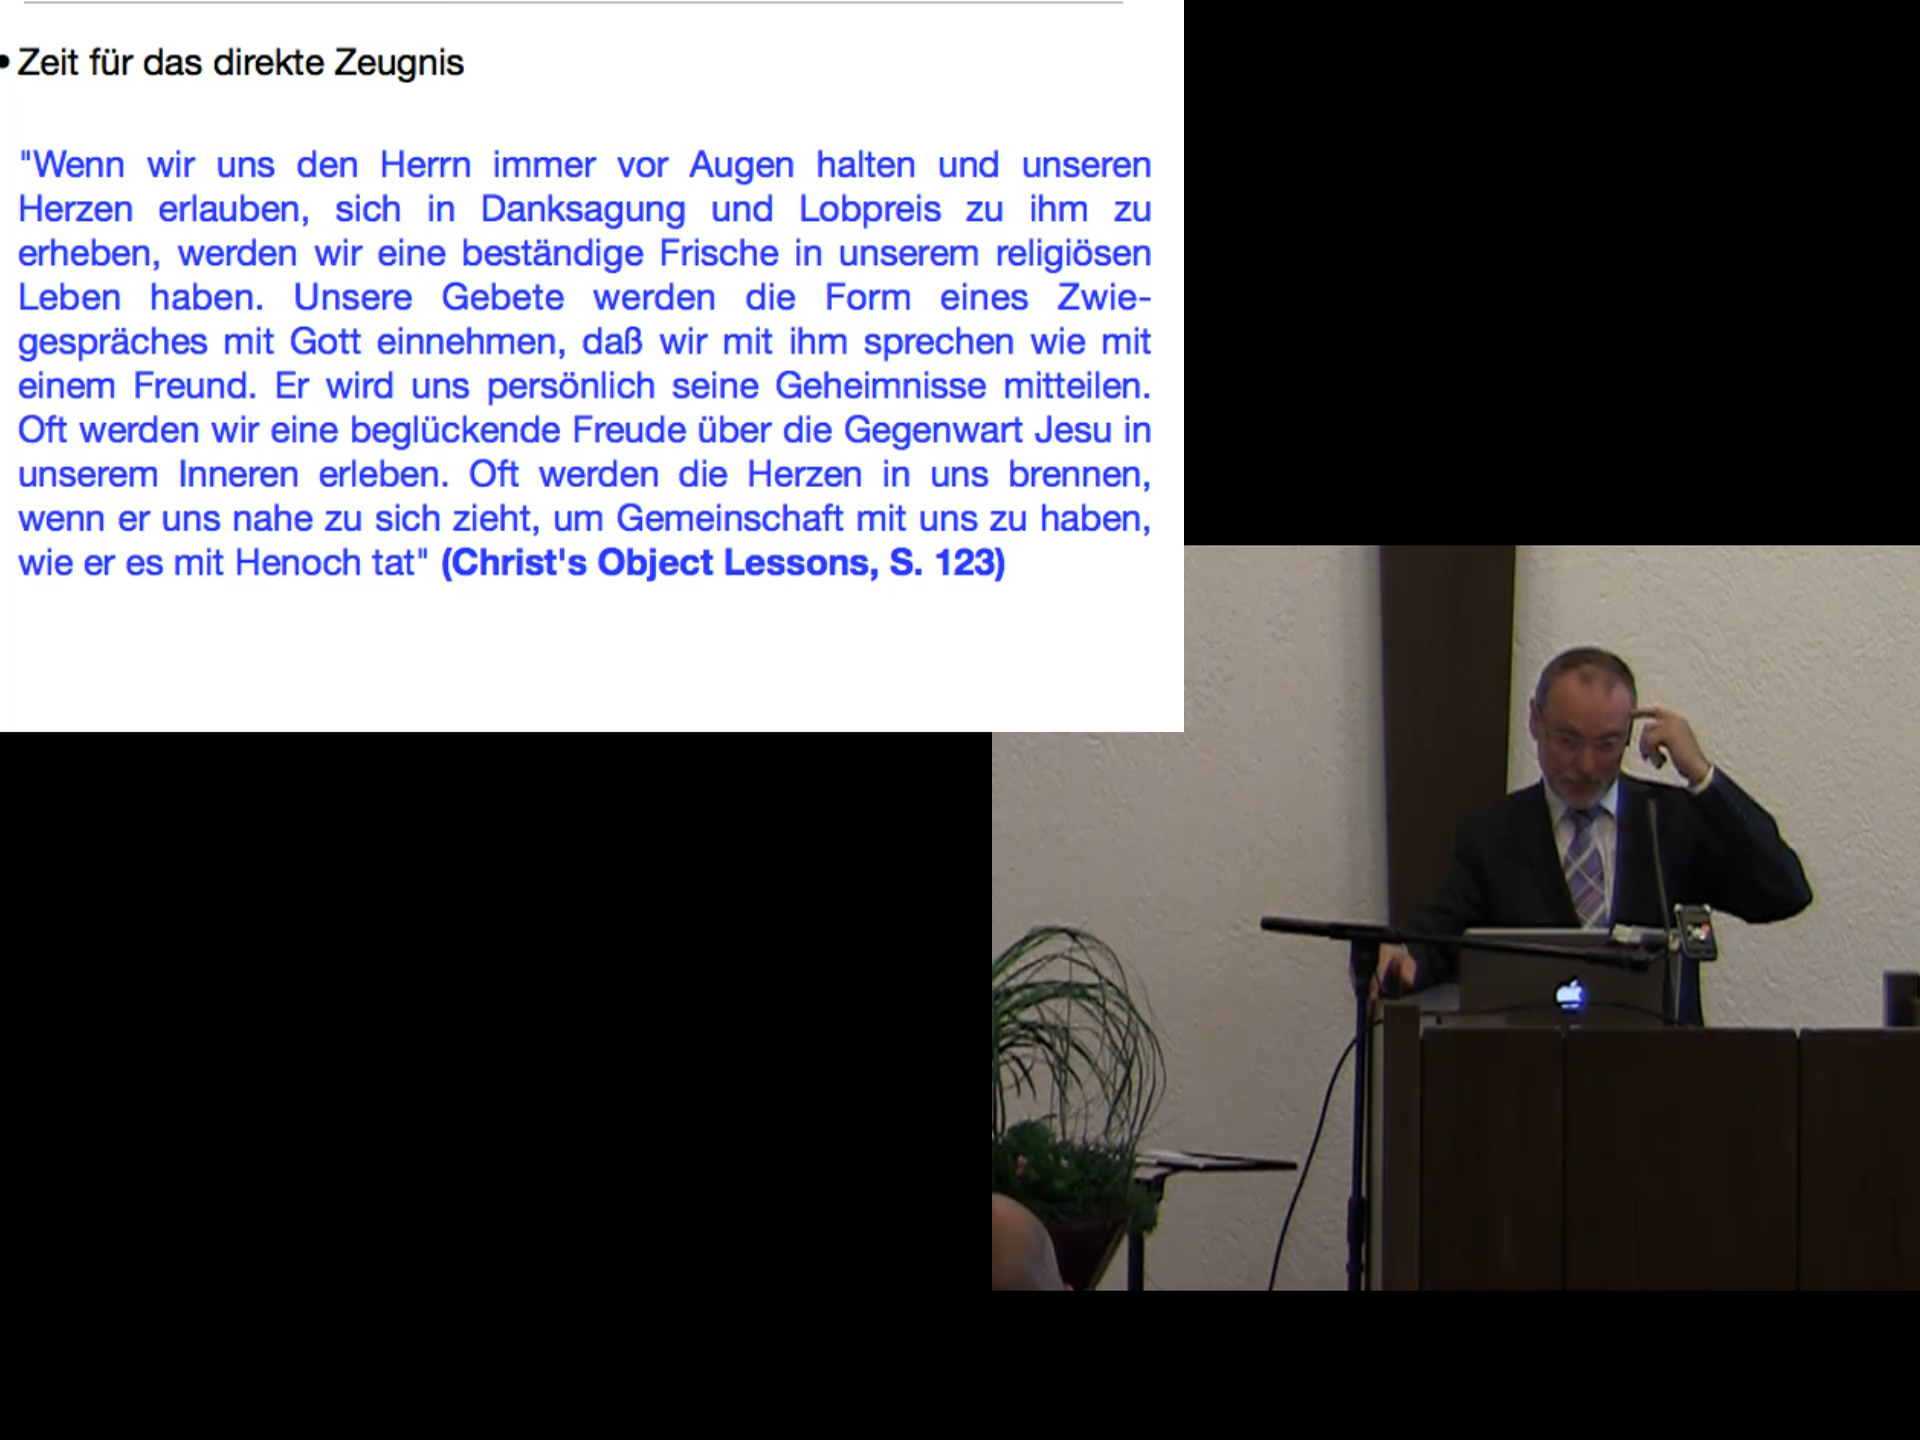 • Zeit für das direkte Zeugnis
"Wenn wir uns den Herrn immer vor Augen halten und unseren
Herzen erlauben, sich in Danksagung und Lobpreis zu ihm zu
erheben, werden wir eine beständige Frische in unserem religiösen
Leben haben. Unsere Gebete werden die Form eines Zwie-
gespräches mit Gott einnehmen, daß wir mit ihm sprechen wie mit
einem Freund. Er wird uns persönlich seine Geheimnisse mitteilen.
Oft werden wir eine beglückende Freude über die Gegenwart Jesu in
unserem Inneren erleben. Oft werden die Herzen in uns brennen,
wenn er uns nahe zu sich zieht, um Gemeinschaft mit uns zu haben,
wie er es mit Henoch tat" (Christ's Object Lessons, S. 123)